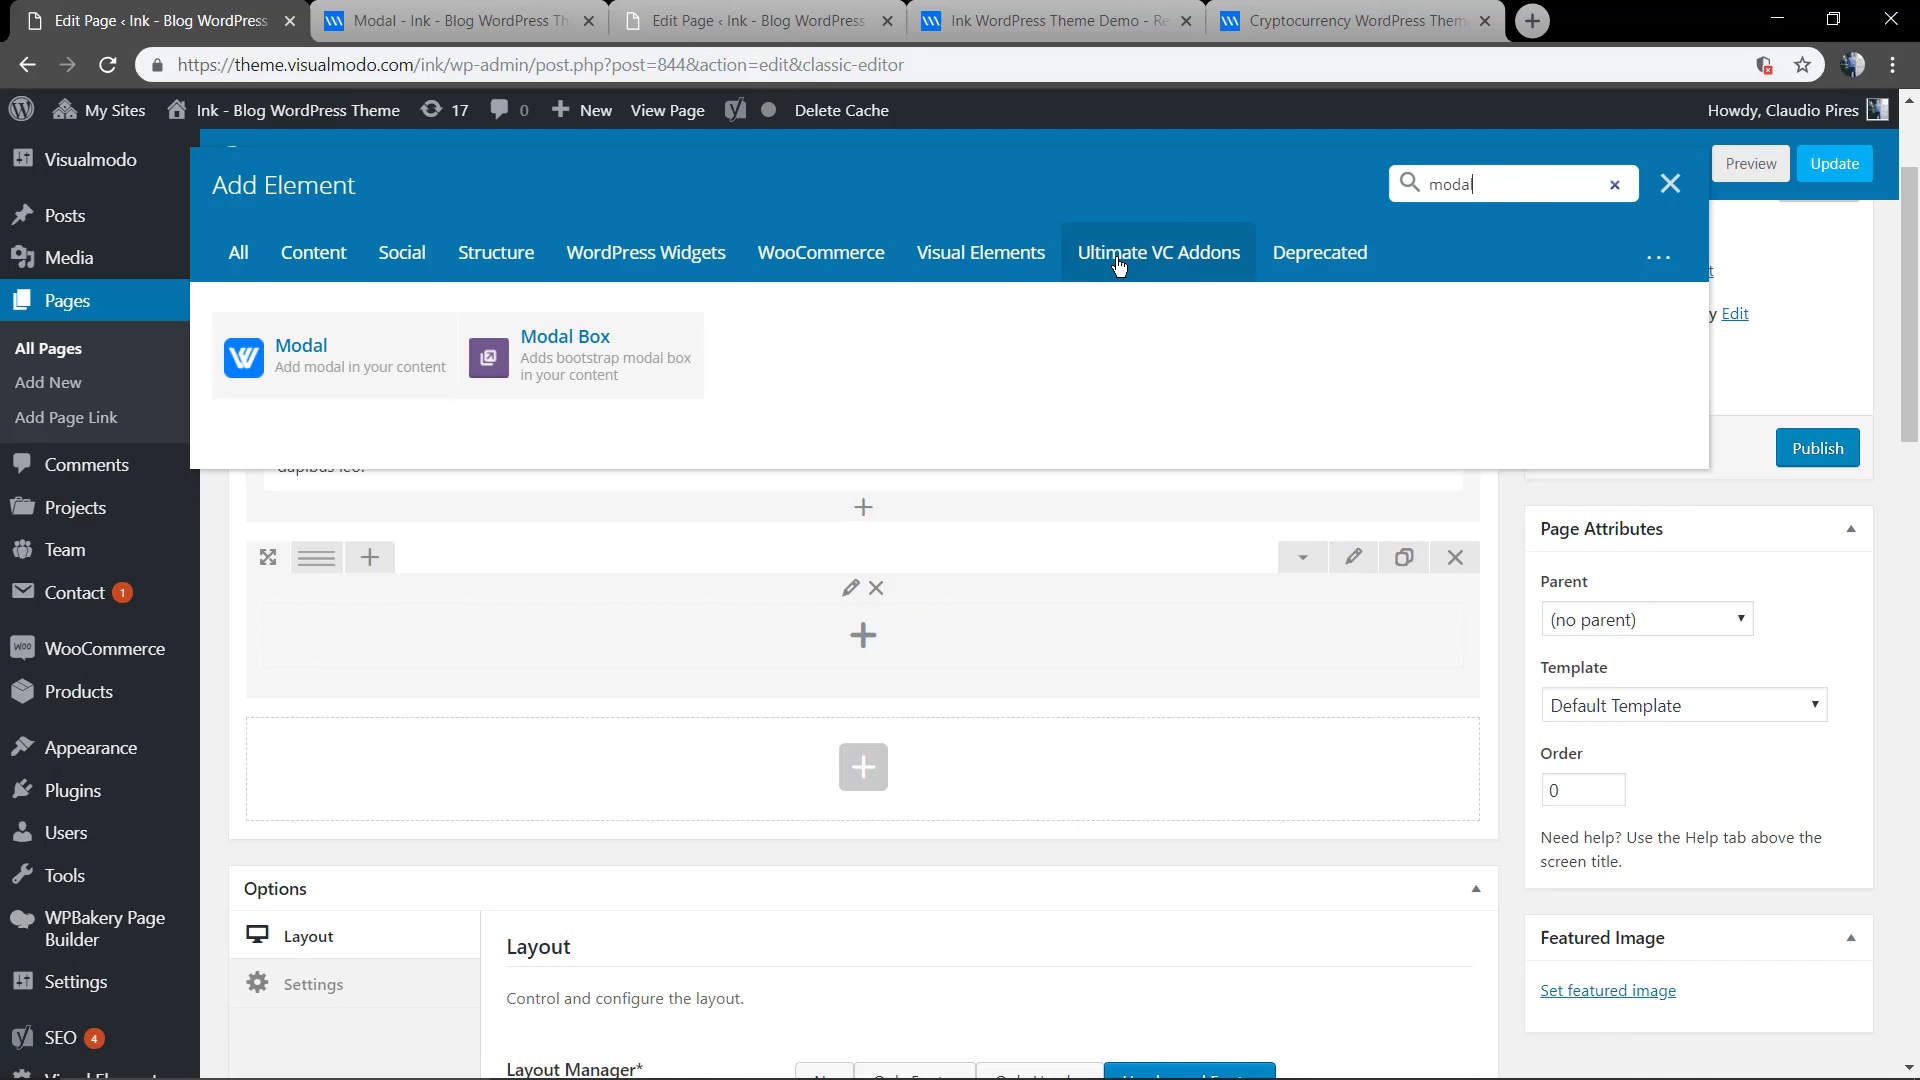 Edit Page ‹ Ink - Blog WordPress
Modal - Ink - Blog WordPress Th
Edit Page ‹ Ink - Blog WordPress
Ink WordPress Theme Demo - Re
Cryptocurrency WordPress Them
https://theme.visualmodo.com/ink/wp-admin/post.php?post=844&action=edit&classic-editor
My Sites
Ink - Blog WordPress Theme
17
0
New
View Page
Delete Cache
Howdy, Claudio Pires
Visualmodo
Posts
Media
Pages
All Pages
Add New
Add Page Link
Comments
Projects
Team
Contact 1
WooCommerce
Products
Appearance
Plugins
Users
Tools
WPBakery Page
Builder
Settings
SEO 4
Add Element
modal
Preview
Update
All
Content
Social
Structure
WordPress Widgets
WooCommerce
Visual Elements
Ultimate VC Addons
Deprecated
...
Modal
Add modal in your content
Modal Box
Adds bootstrap modal box
in your content
y Edit
Publish
dapibus leo.
Page Attributes
Parent
(no parent)
Template
Default Template
Order
0
Need help? Use the Help tab above the
screen title.
Featured Image
Set featured image
Options
Layout
Settings
Layout
Control and configure the layout.
Layout Manager*